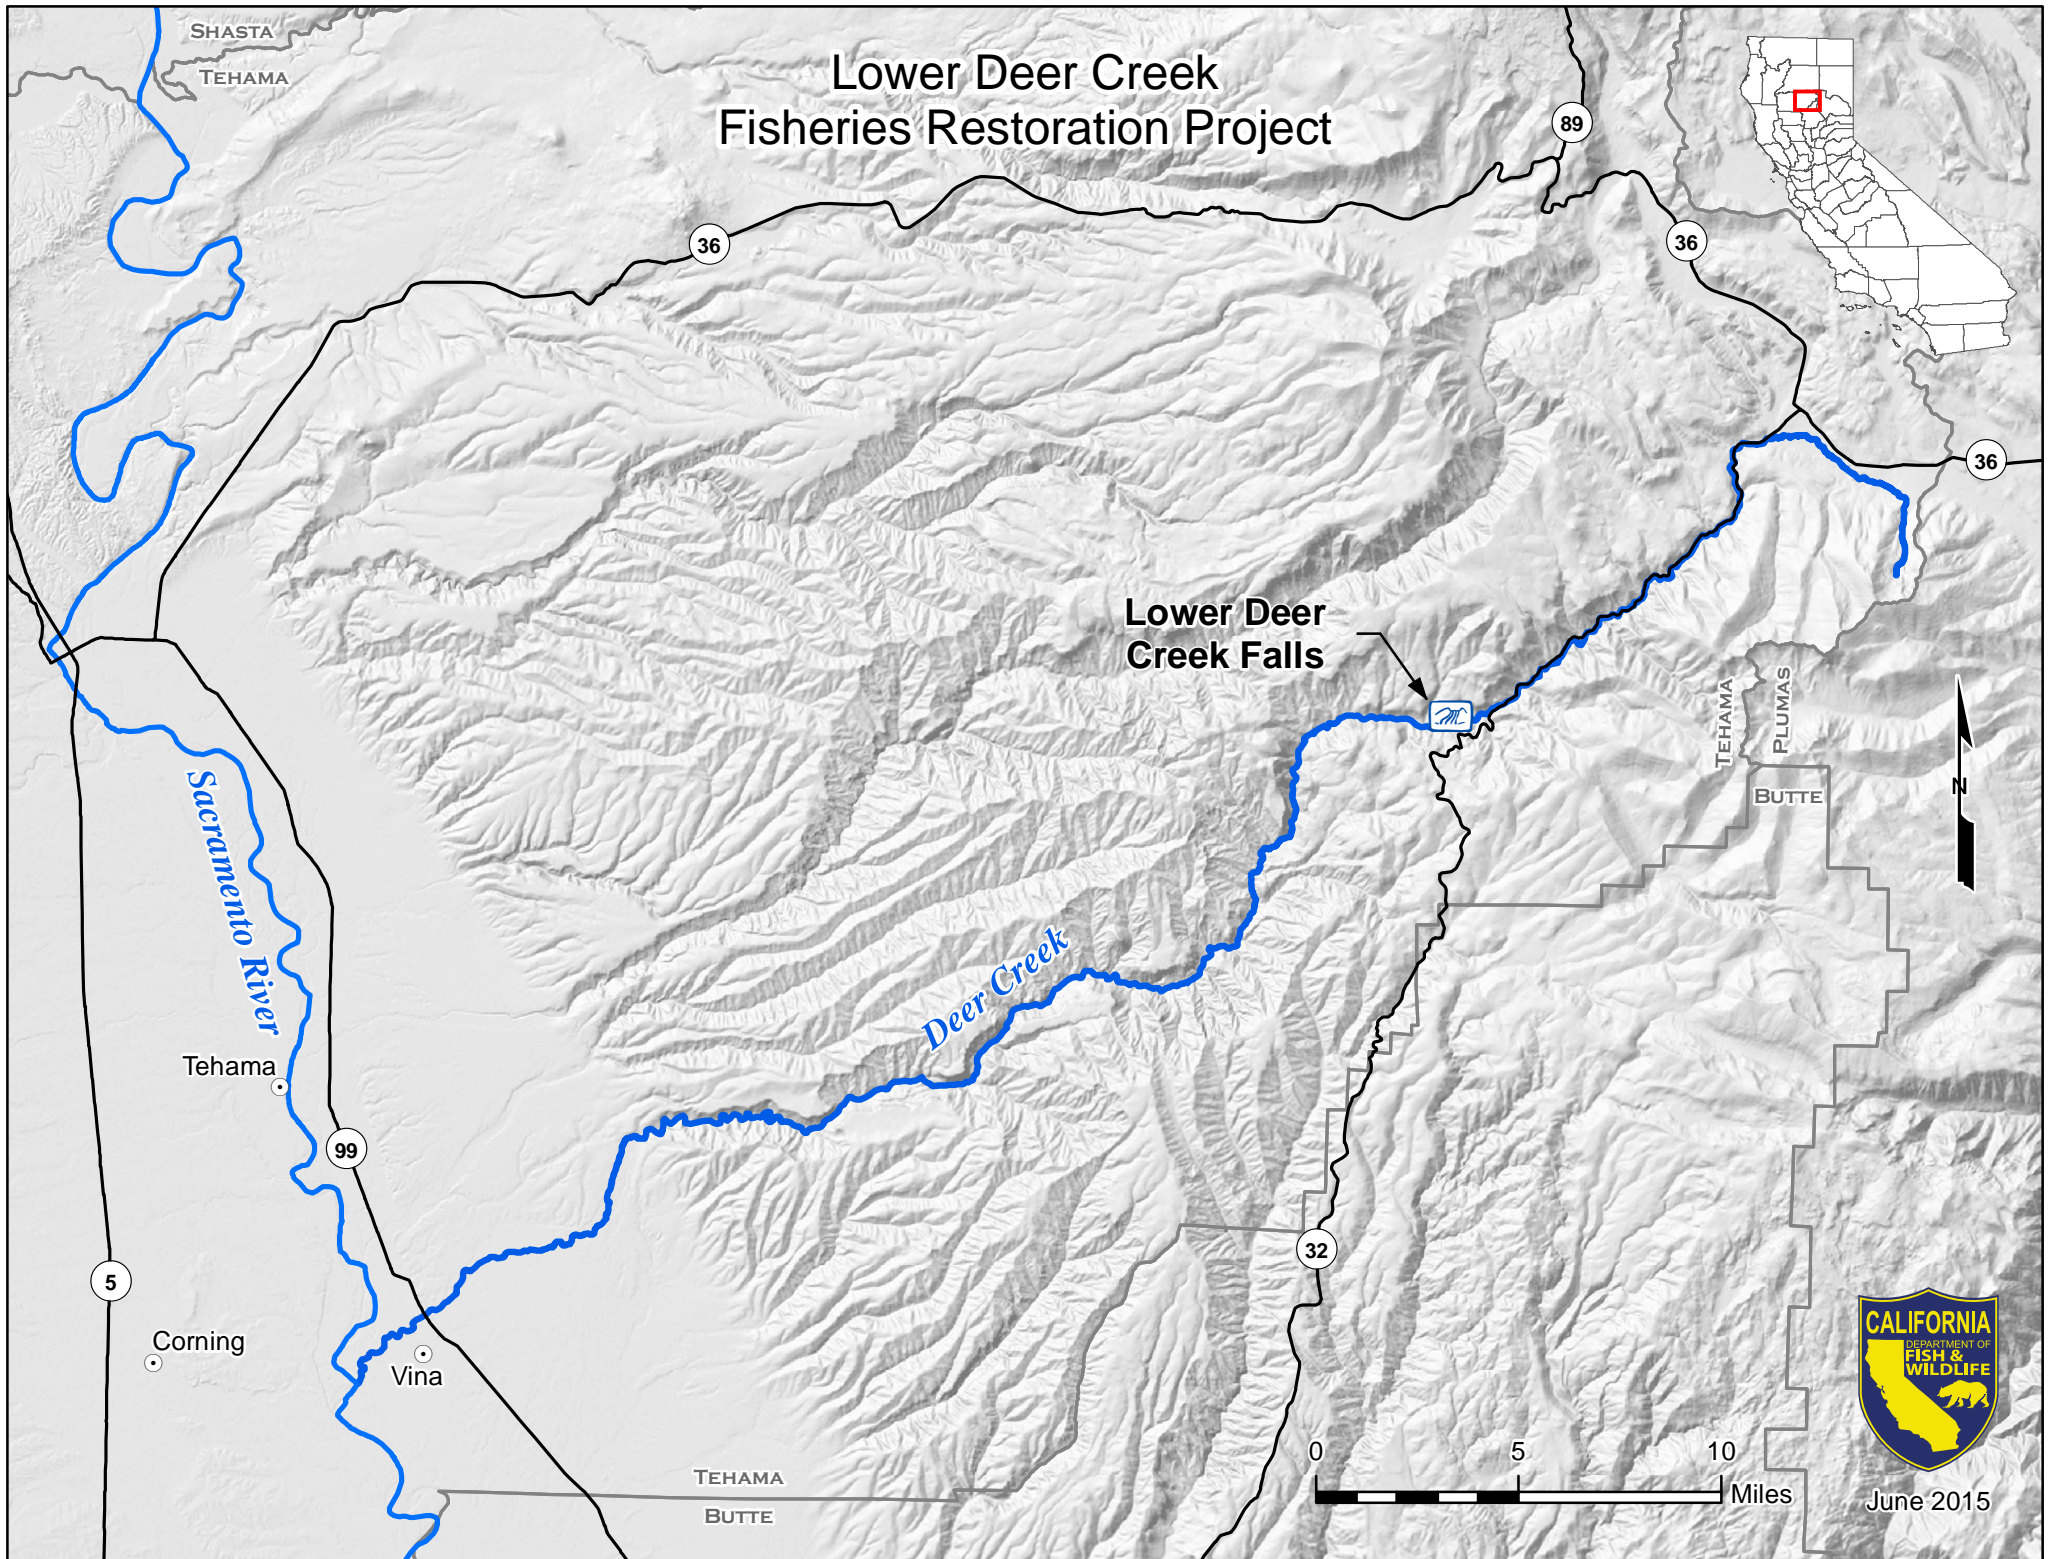 Lower Deer Creek
Fisheries Restoration Project
SHASTA
TEHAMA
89
36
36
36
Lower Deer
Creek Falls
TEHAMA
PLUMAS
BUTTE
N
Sacramento River
Deer Creek
Tehama
99
5
32
Corning
Vina
TEHAMA
BUTTE
0 5 10
Miles
CALIFORNIA
DEPARTMENT OF
FISH &
WILDLIFE
June 2015